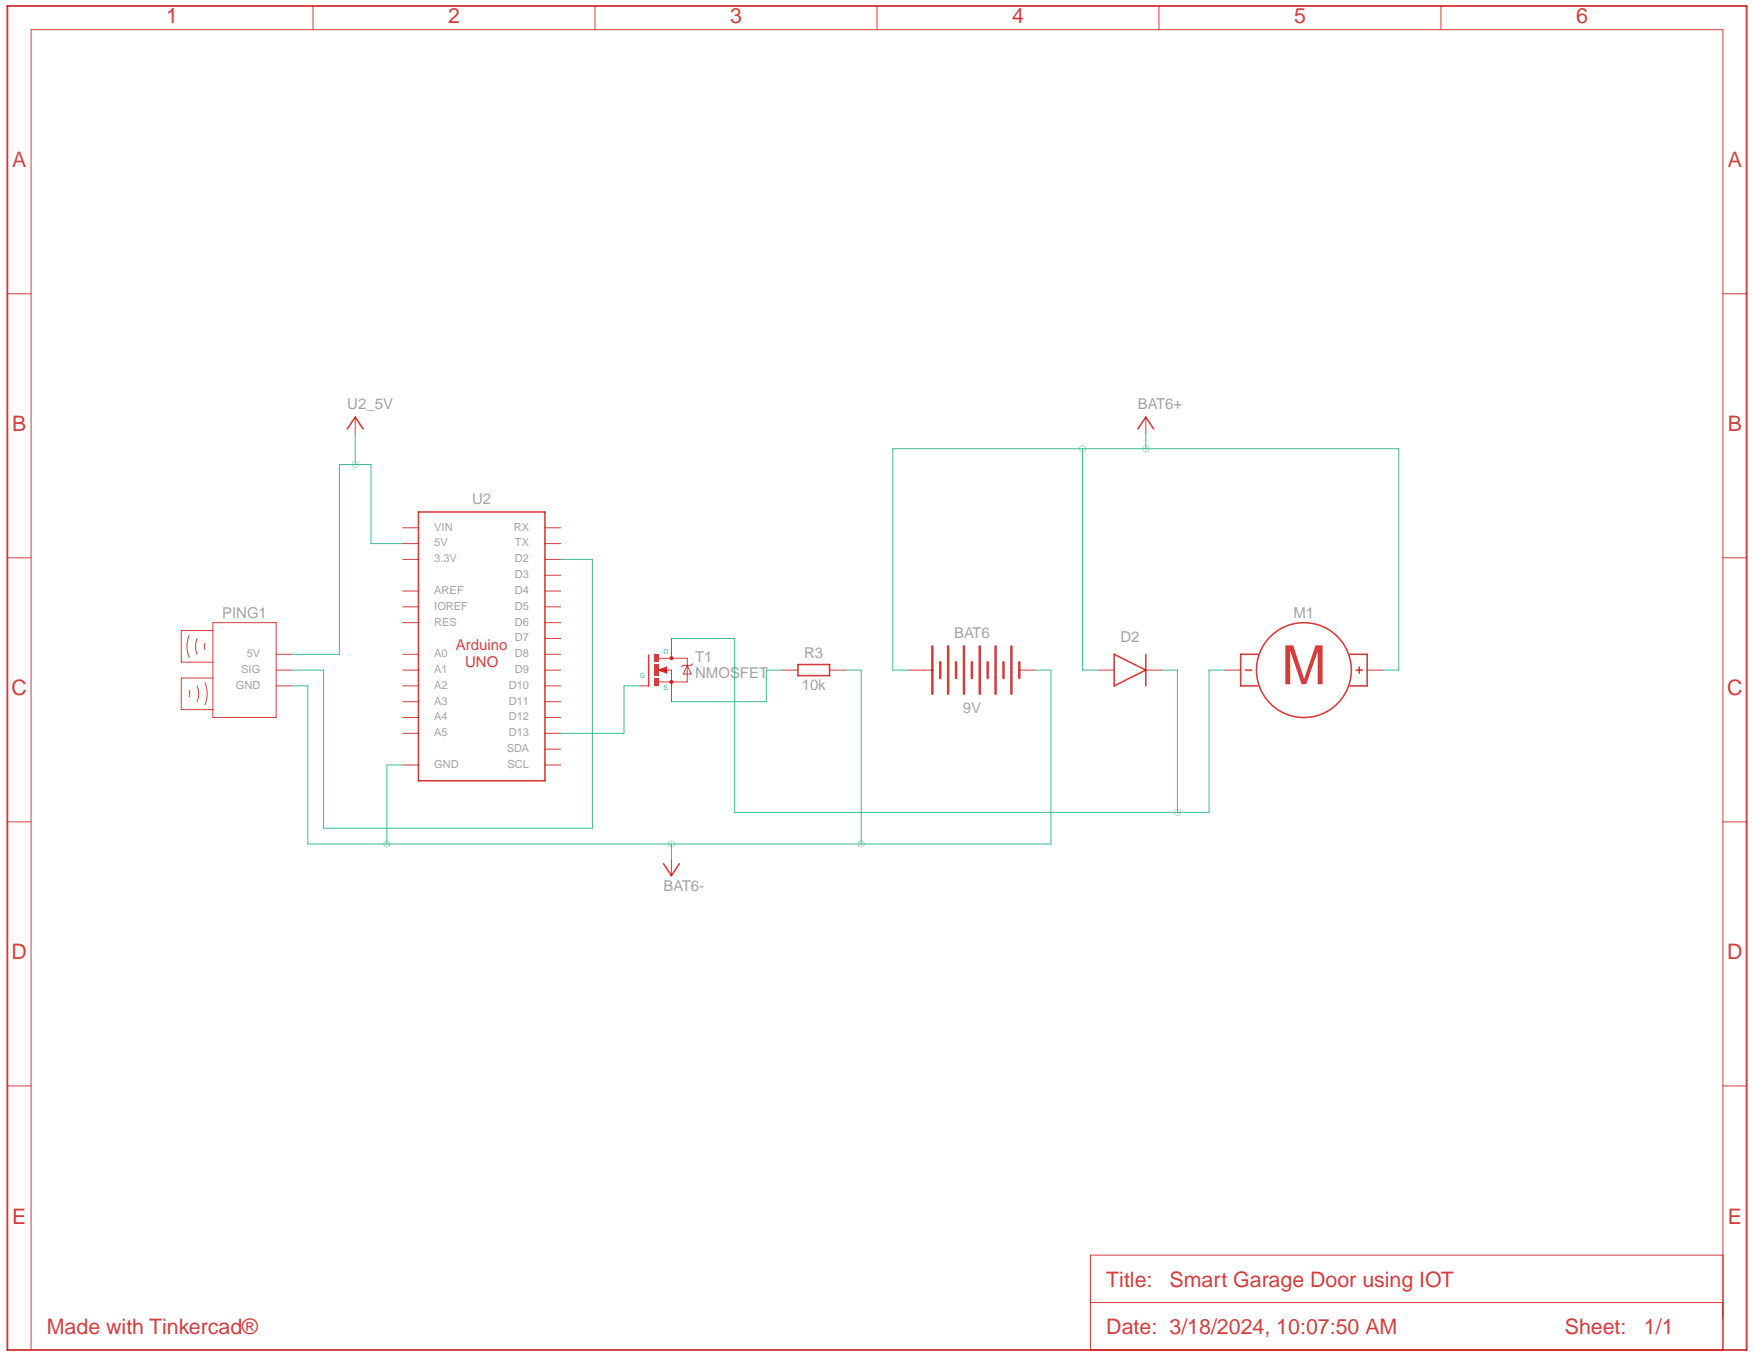 1 2 3 4 5 6
A A
B B
C C
D D
E E
U2_5V
BAT6+
U2
VIN RX
5V TX
3.3V D2
D3
AREF D4
IOREF D5
RES D6
D7
A0 D8
A1 D9
A2 D10
A3 D11
A4 D12
A5 D13
SDA
GND SCL
Arduino
UNO
PING1
5V
SIG
GND
D
G
S
T1
NMOSFET
R3
10k
BAT6
9V
D2
M1
- M +
BAT6-
Title: Smart Garage Door using IOT
Date: 3/18/2024, 10:07:50 AM Sheet: 1/1
Made with Tinkercad®